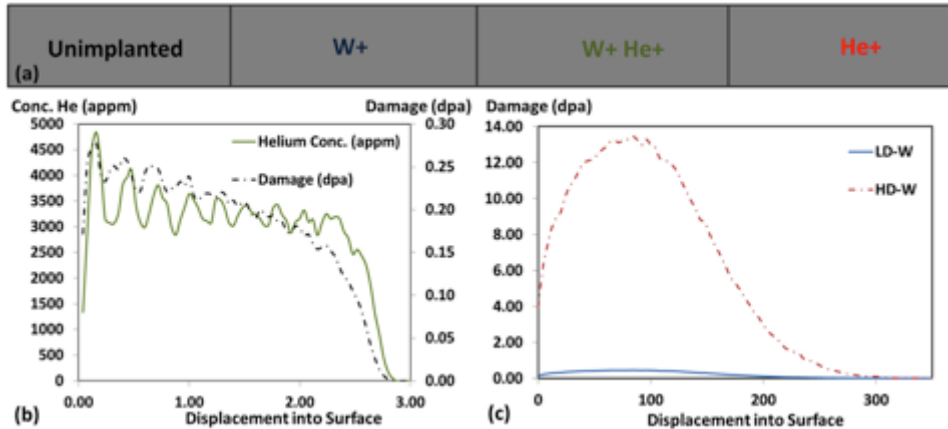 Unimplanted W+ W+ He+ He+
(a)
Conc. He (appm) Damage (dpa) Damage (dpa)
5000 0.30 14.00
4500 12.00
4000 0.25 10.00
3500 0.20 8.00
3000
2500 0.15 6.00
2000
1500 0.10 4.00
1000 0.05 2.00
500
0 0.00 0.00
Helium Conc. (appm)
Damage (dpa)
LD-W
HD-W
0.00 1.00 2.00 3.00
0 100 200 300
(b) Displacement into Surface
(c) Displacement into Surface